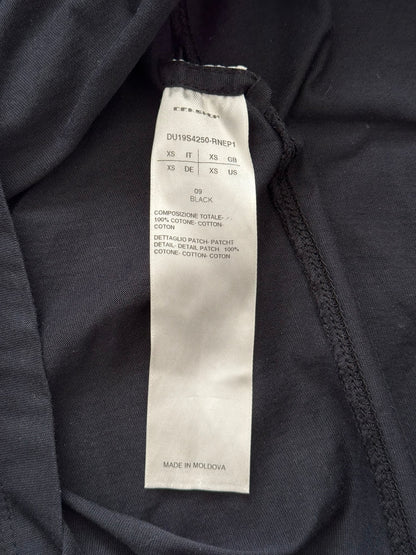 DU19S4250-RNEP1
XS IT XS GB
XS DE XS US
09
BLACK
COMPOSIZIONE TOTALE-
100% COTONE- COTTON-
COTON
DETTAGLIO PATCH- PATCHT
DETAIL- DETAIL PATCH 100%
COTONE- COTTON- COTON
MADE IN MOLDOVA